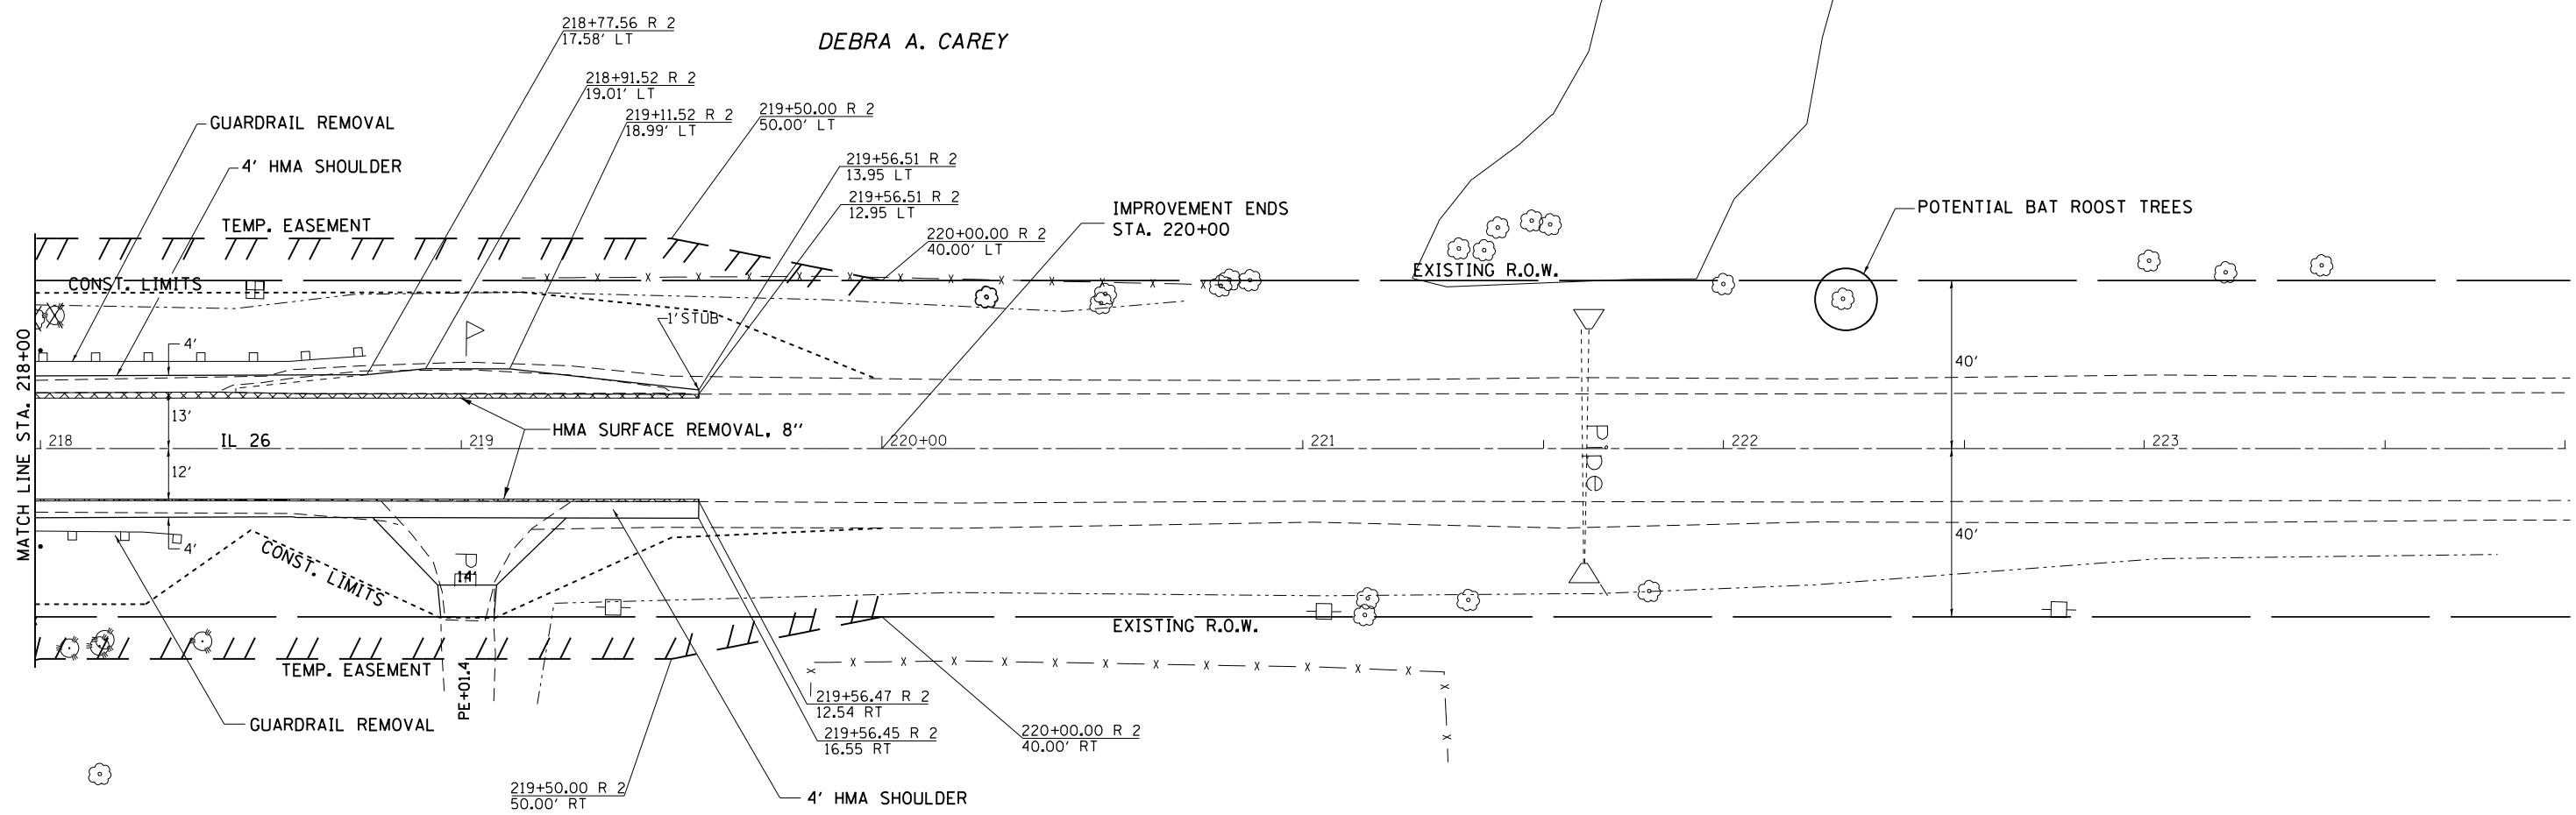 218+77.56 R 2
17.58' LT
DEBRA A. CAREY
218+91.52 R 2
19.01' LT
219+11.52 R 2
18.99' LT
219+50.00 R 2
50.00' LT
GUARDRAIL REMOVAL
4' HMA SHOULDER
219+56.51 R 2
13.95 LT
219+56.51 R 2
12.95 LT
TEMP. EASEMENT
IMPROVEMENT ENDS
STA. 220+00
POTENTIAL BAT ROOST TREES
220+00.00 R 2
40.00' LT
CONST. LIMITS
EXISTING R.O.W.
1' STUB
4'
40'
MATCH LINE STA. 218+00
13'
HMA SURFACE REMOVAL, 8"
218
IL 26
219
220+00
221
Pipe
222
223
12'
4'
CONST. LIMITS
PE
14'
40'
EXISTING R.O.W.
TEMP. EASEMENT
PE+01.4
GUARDRAIL REMOVAL
219+56.47 R 2
12.54 RT
219+56.45 R 2
16.55 RT
220+00.00 R 2
40.00' RT
219+50.00 R 2
50.00' RT
4' HMA SHOULDER